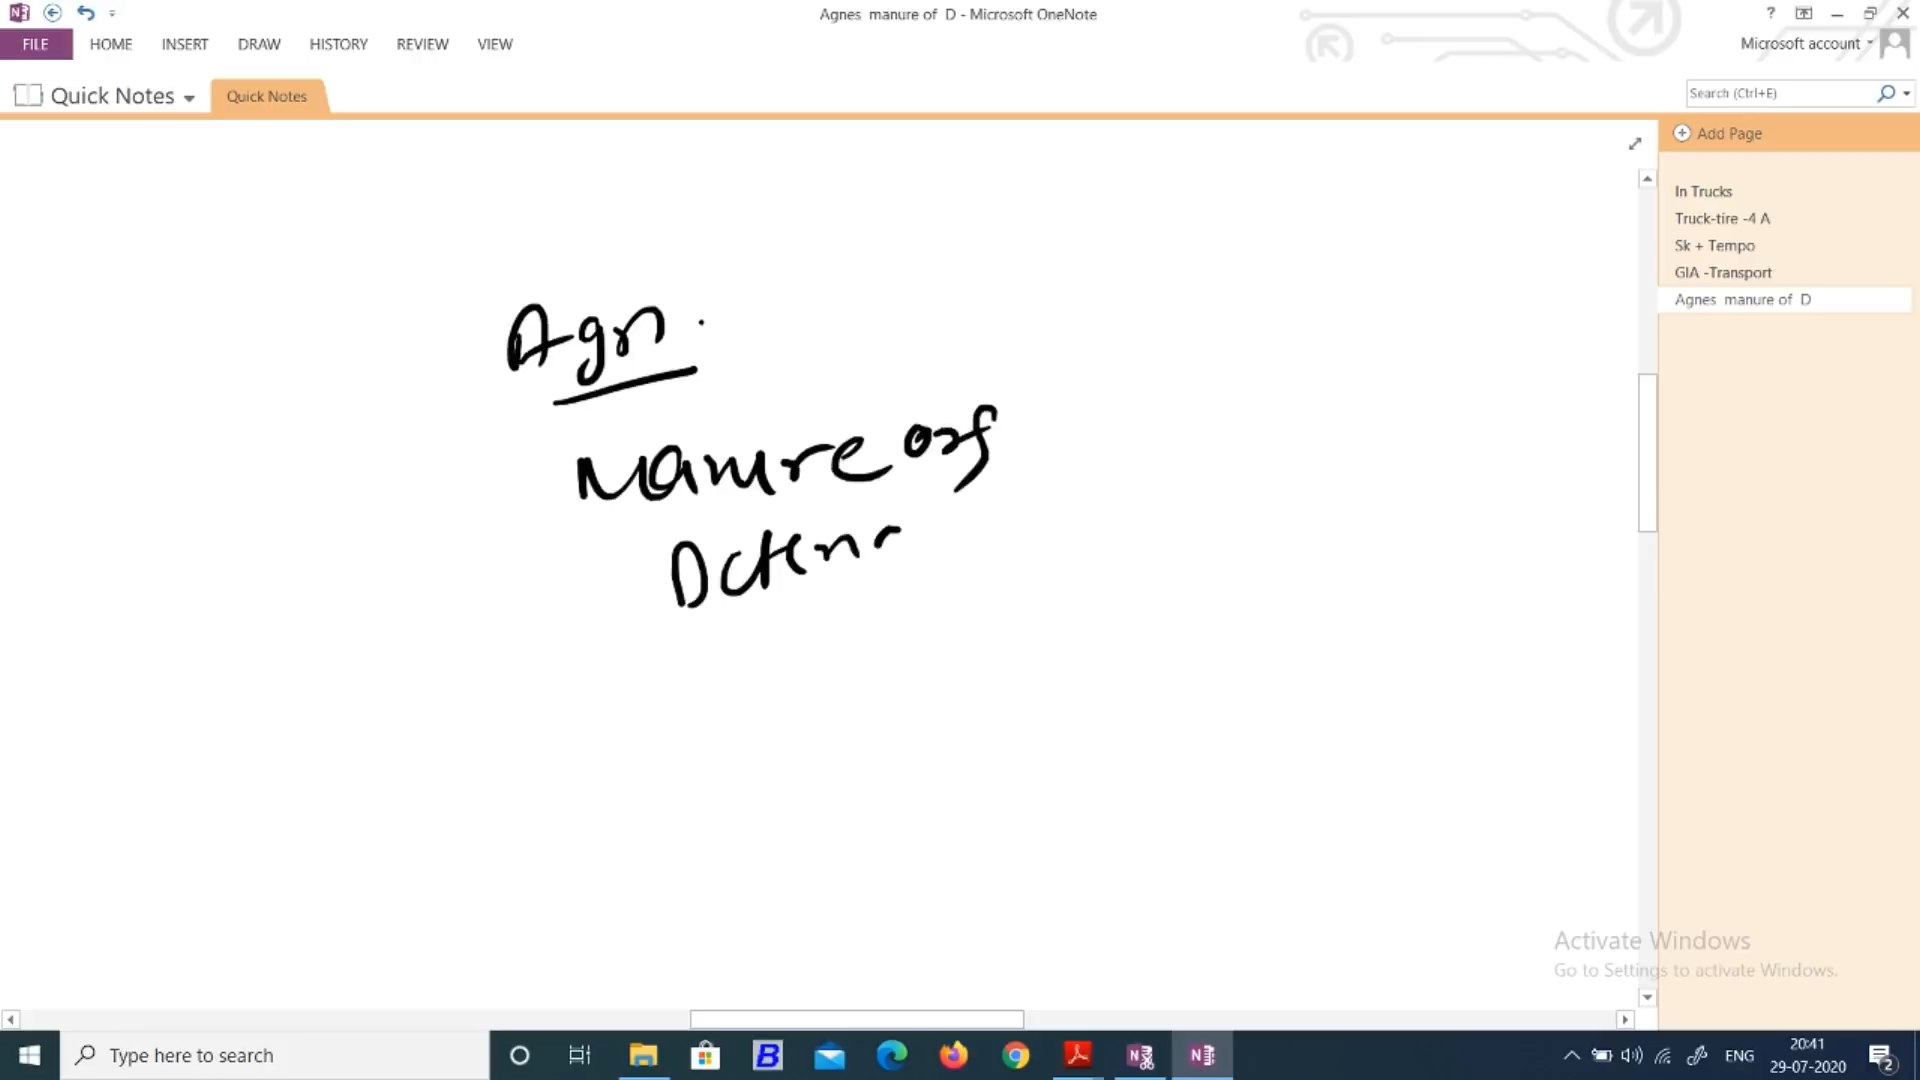 Agnes manure of D - Microsoft OneNote
?
FILE HOME INSERT DRAW HISTORY REVIEW VIEW
Microsoft account
Quick Notes
Quick Notes
Search (Ctrl+E)
Add Page
In Trucks
Truck-tire -4 A
Sk + Tempo
GIA -Transport
Agnes manure of D
Manure
Activate Windows
Go to Settings to activate Windows.
Type here to search
ENG
20:41
29-07-2020
2